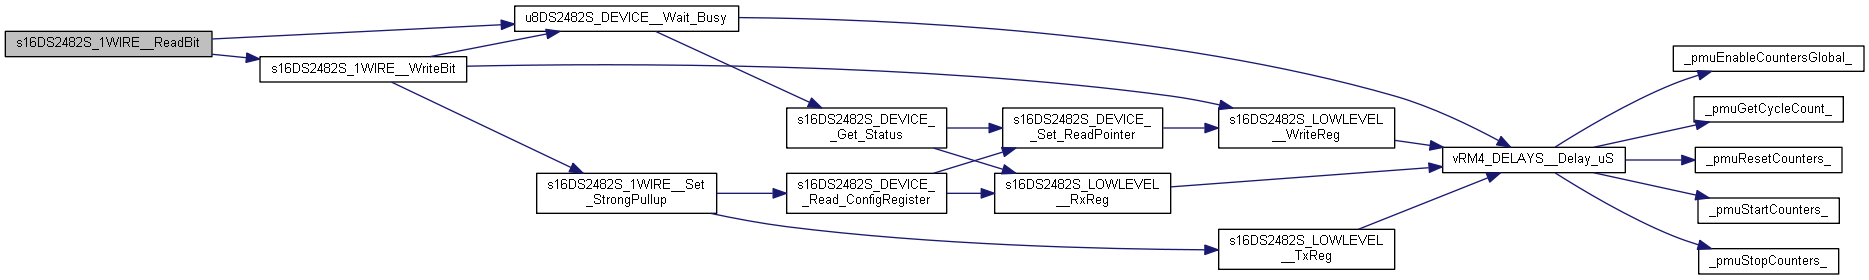 s16DS2482S_1WIRE__ReadBit
u8DS2482S_DEVICE__Wait_Busy
s16DS2482S_1WIRE__WriteBit
s16DS2482S_DEVICE_
_Get_Status
s16DS2482S_1WIRE__Set
_StrongPullup
s16DS2482S_DEVICE_
_Read_ConfigRegister
s16DS2482S_DEVICE_
_Set_ReadPointer
s16DS2482S_LOWLEVEL
__RxReg
s16DS2482S_LOWLEVEL
__WriteReg
s16DS2482S_LOWLEVEL
__TxReg
vRM4_DELAYS__Delay_uS
_pmuEnableCountersGlobal_
_pmuGetCycleCount_
_pmuResetCounters_
_pmuStartCounters_
_pmuStopCounters_